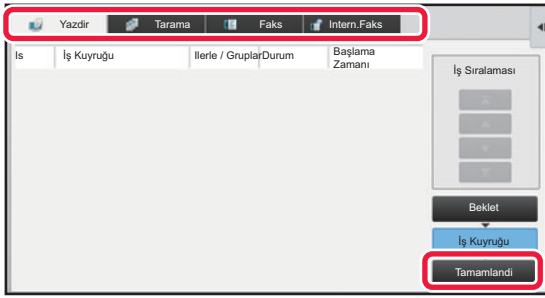 Yazdir Tarama Faks Intern.Faks
Is İş Kuyruğu Ilerle / Gruplar Durum Başlama
Zamanı
İş Sıralaması
Beklet
İş Kuyruğu
Tamamlandi